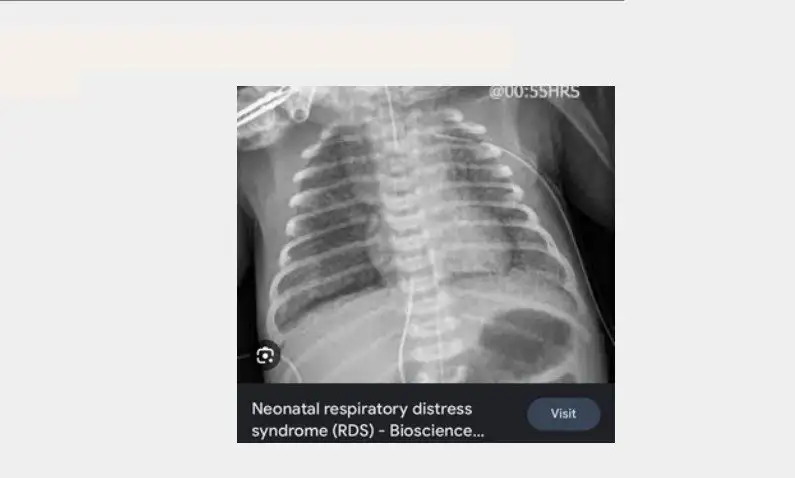 @00:55HRS
Neonatal respiratory distress
syndrome (RDS) - Bioscience...
Visit